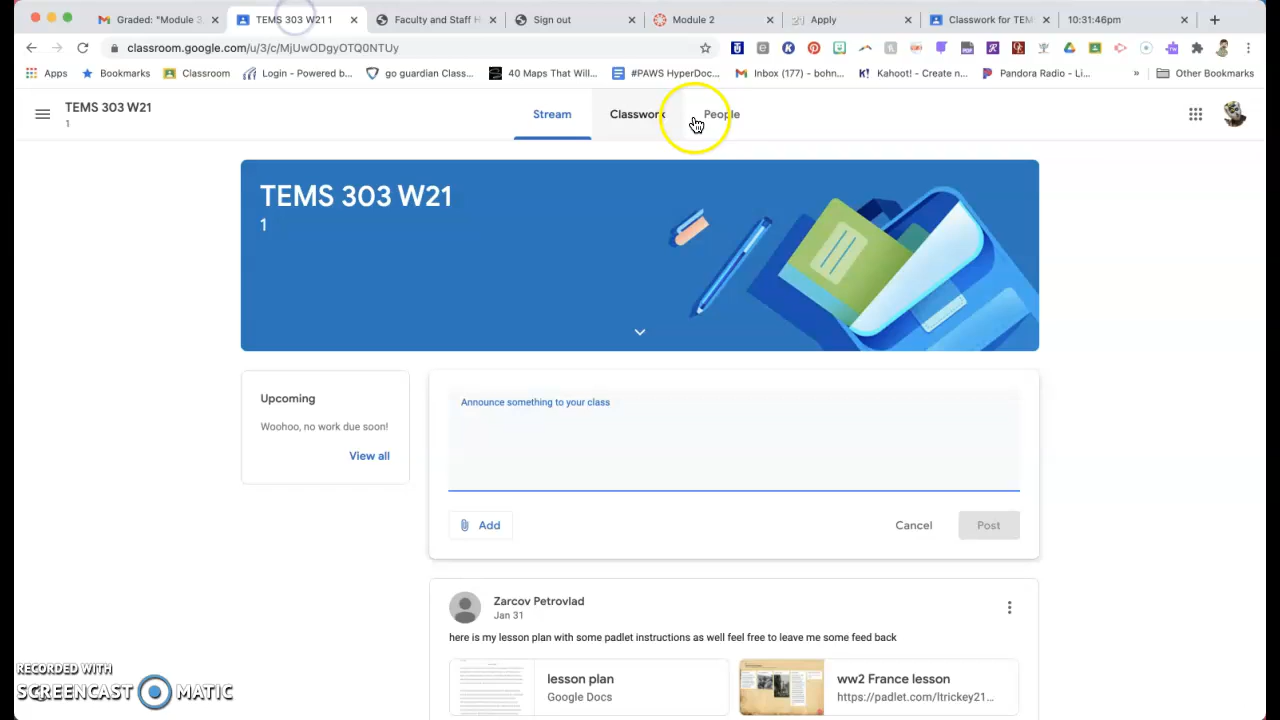 Graded: "Module 3,
TEMS 303 W21 1
Faculty and Staff H
Sign out
Module 2
Apply
Classwork for TEM
10:31:46pm
classroom.google.com/u/3/c/MjUwODgyOTQ0NTUy
Apps
Bookmarks
Classroom
Login - Powered b...
go guardian Class...
40 Maps That Will...
#PAWS HyperDoc...
Inbox (177) - bohn...
Kahoot! - Create n...
Pandora Radio - Li...
»
Other Bookmarks
TEMS 303 W21
1
Stream
Classwork
People
TEMS 303 W21
1
Upcoming
Woohoo, no work due soon!
View all
Announce something to your class
Add
Cancel
Post
Zarcov Petrovlad
Jan 31
here is my lesson plan with some padlet instructions as well feel free to leave me some feed back
lesson plan
Google Docs
ww2 France lesson
https://padlet.com/ltrickey21...
RECORDED WITH
SCREENCAST MATIC